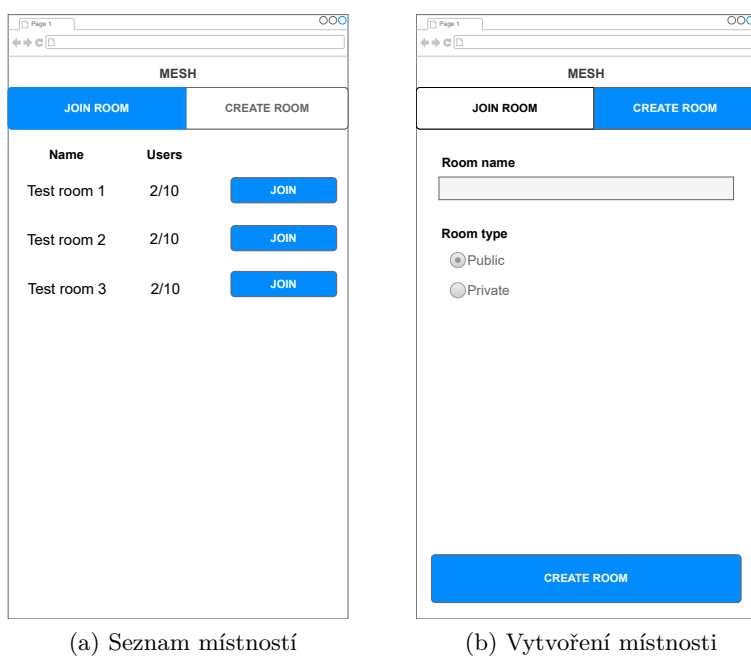 Page 1
MESH
JOIN ROOM CREATE ROOM
Name Users
Test room 1 2/10 JOIN
Test room 2 2/10 JOIN
Test room 3 2/10 JOIN
(a) Seznam místností
Page 1
MESH
JOIN ROOM CREATE ROOM
Room name
Room type
Public
Private
CREATE ROOM
(b) Vytvoření místnosti